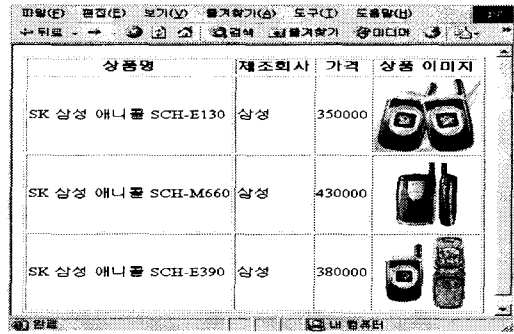 파일(F) 편집(E) 보기(V) 즐겨찾기(A) 도구(T) 도움말(H)
뒤로 검색 즐겨찾기 미디어
상품명 제조회사 가격 상품 이미지
SK 삼성 애니콜 SCH-E130 삼성 350000
SK 삼성 애니콜 SCH-M660 삼성 430000
SK 삼성 애니콜 SCH-E390 삼성 380000
완료 내 컴퓨터